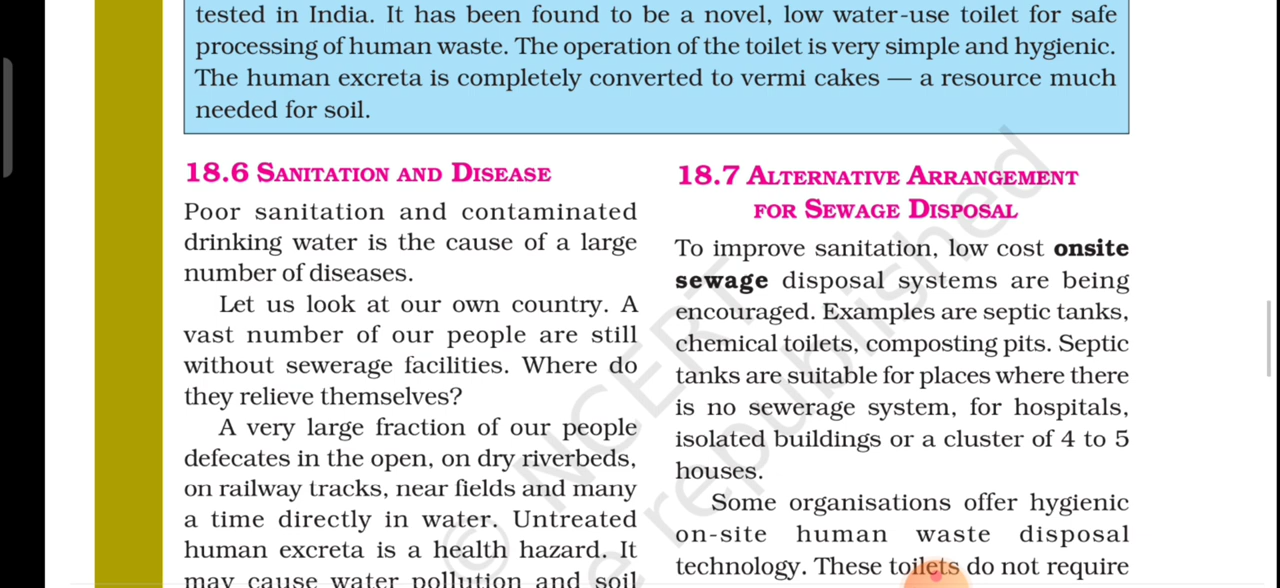 tested in India. It has been found to be a novel, low water-use toilet for safe
processing of human waste. The operation of the toilet is very simple and hygienic.
The human excreta is completely converted to vermi cakes — a resource much
needed for soil.
18.6 SANITATION AND DISEASE
Poor sanitation and contaminated
drinking water is the cause of a large
number of diseases.
Let us look at our own country. A
vast number of our people are still
without sewerage facilities. Where do
they relieve themselves?
A very large fraction of our people
defecates in the open, on dry riverbeds,
on railway tracks, near fields and many
a time directly in water. Untreated
human excreta is a health hazard. It
may cause water pollution and soil
18.7 ALTERNATIVE ARRANGEMENT
FOR SEWAGE DISPOSAL
To improve sanitation, low cost onsite
sewage disposal systems are being
encouraged. Examples are septic tanks,
chemical toilets, composting pits. Septic
tanks are suitable for places where there
is no sewerage system, for hospitals,
isolated buildings or a cluster of 4 to 5
houses.
Some organisations offer hygienic
on-site human waste disposal
technology. These toilets do not require
© NCERT
republished